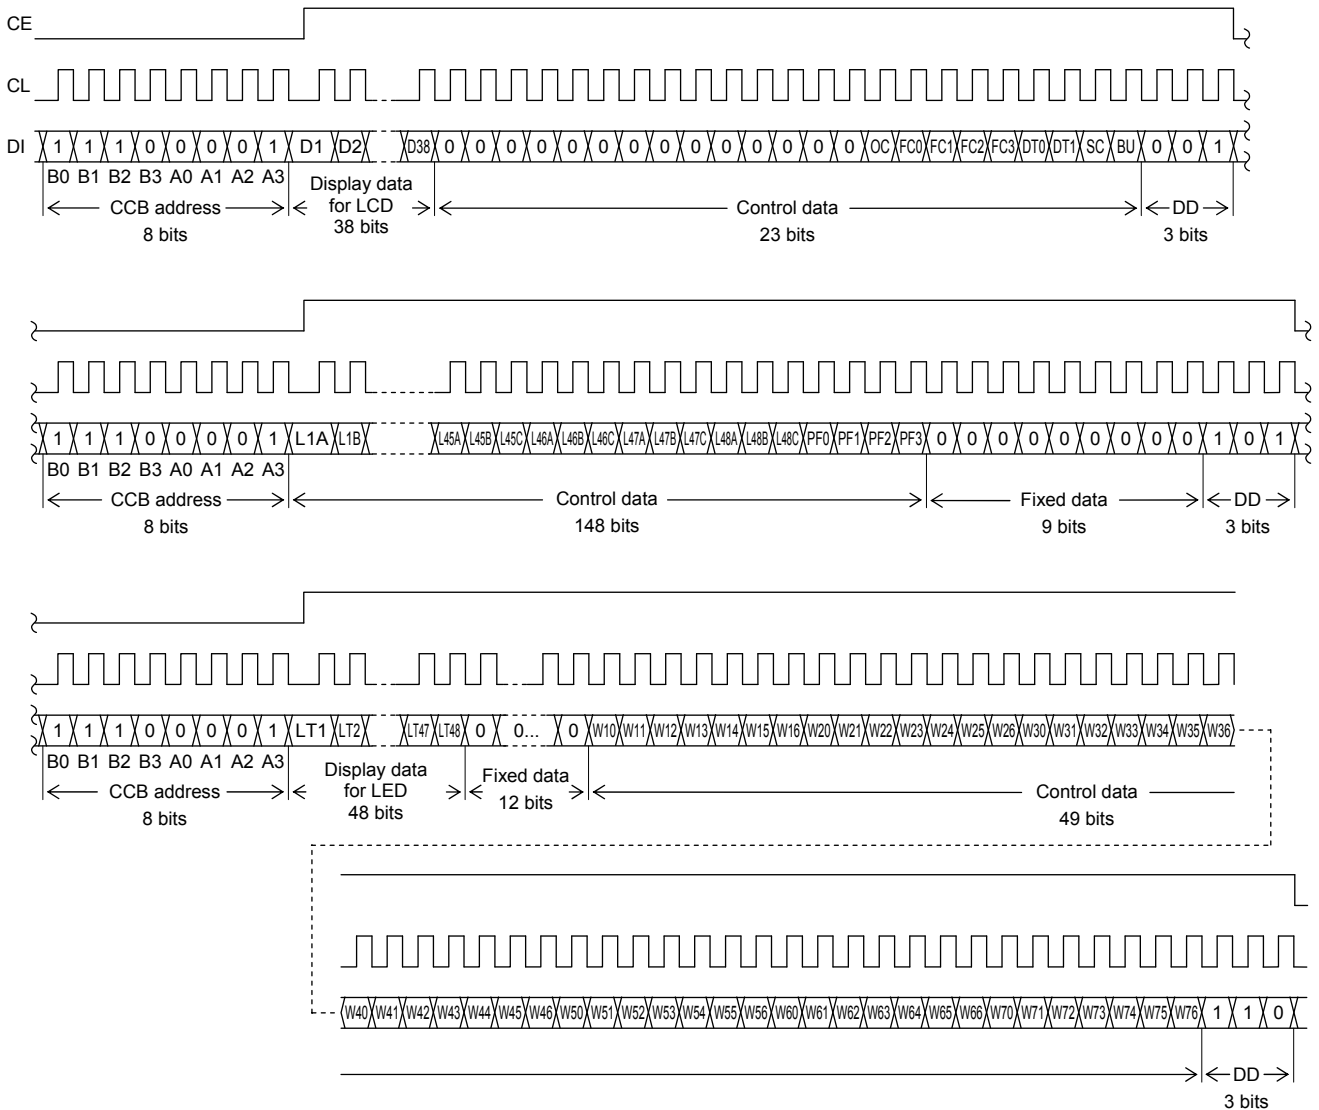 CE
CL
DI 1 1 1 0 0 0 0 1 D1 D2 D38 0 0 0 0 0 0 0 0 0 0 0 0 0 0 OC FC0 FC1 FC2 FC3 DT0 DT1 SC BU 0 0 1
B0 B1 B2 B3 A0 A1 A2 A3
CCB address
8 bits
Display data
for LCD
38 bits
Control data
23 bits
DD
3 bits
1 1 1 0 0 0 0 1 L1A L1B L45A L45B L45C L46A L46B L46C L47A L47B L47C L48A L48B L48C PF0 PF1 PF2 PF3 0 0 0 0 0 0 0 0 0 1 0 1
B0 B1 B2 B3 A0 A1 A2 A3
CCB address
8 bits
Control data
148 bits
Fixed data
9 bits
DD
3 bits
1 1 1 0 0 0 0 1 LT1 LT2 LT47 LT48 0 0... 0 W10 W11 W12 W13 W14 W15 W16 W20 W21 W22 W23 W24 W25 W26 W30 W31 W32 W33 W34 W35 W36
B0 B1 B2 B3 A0 A1 A2 A3
CCB address
8 bits
Display data
for LED
48 bits
Fixed data
12 bits
Control data
49 bits
W40 W41 W42 W43 W44 W45 W46 W50 W51 W52 W53 W54 W55 W56 W60 W61 W62 W63 W64 W65 W66 W70 W71 W72 W73 W74 W75 W76 1 1 0
DD
3 bits